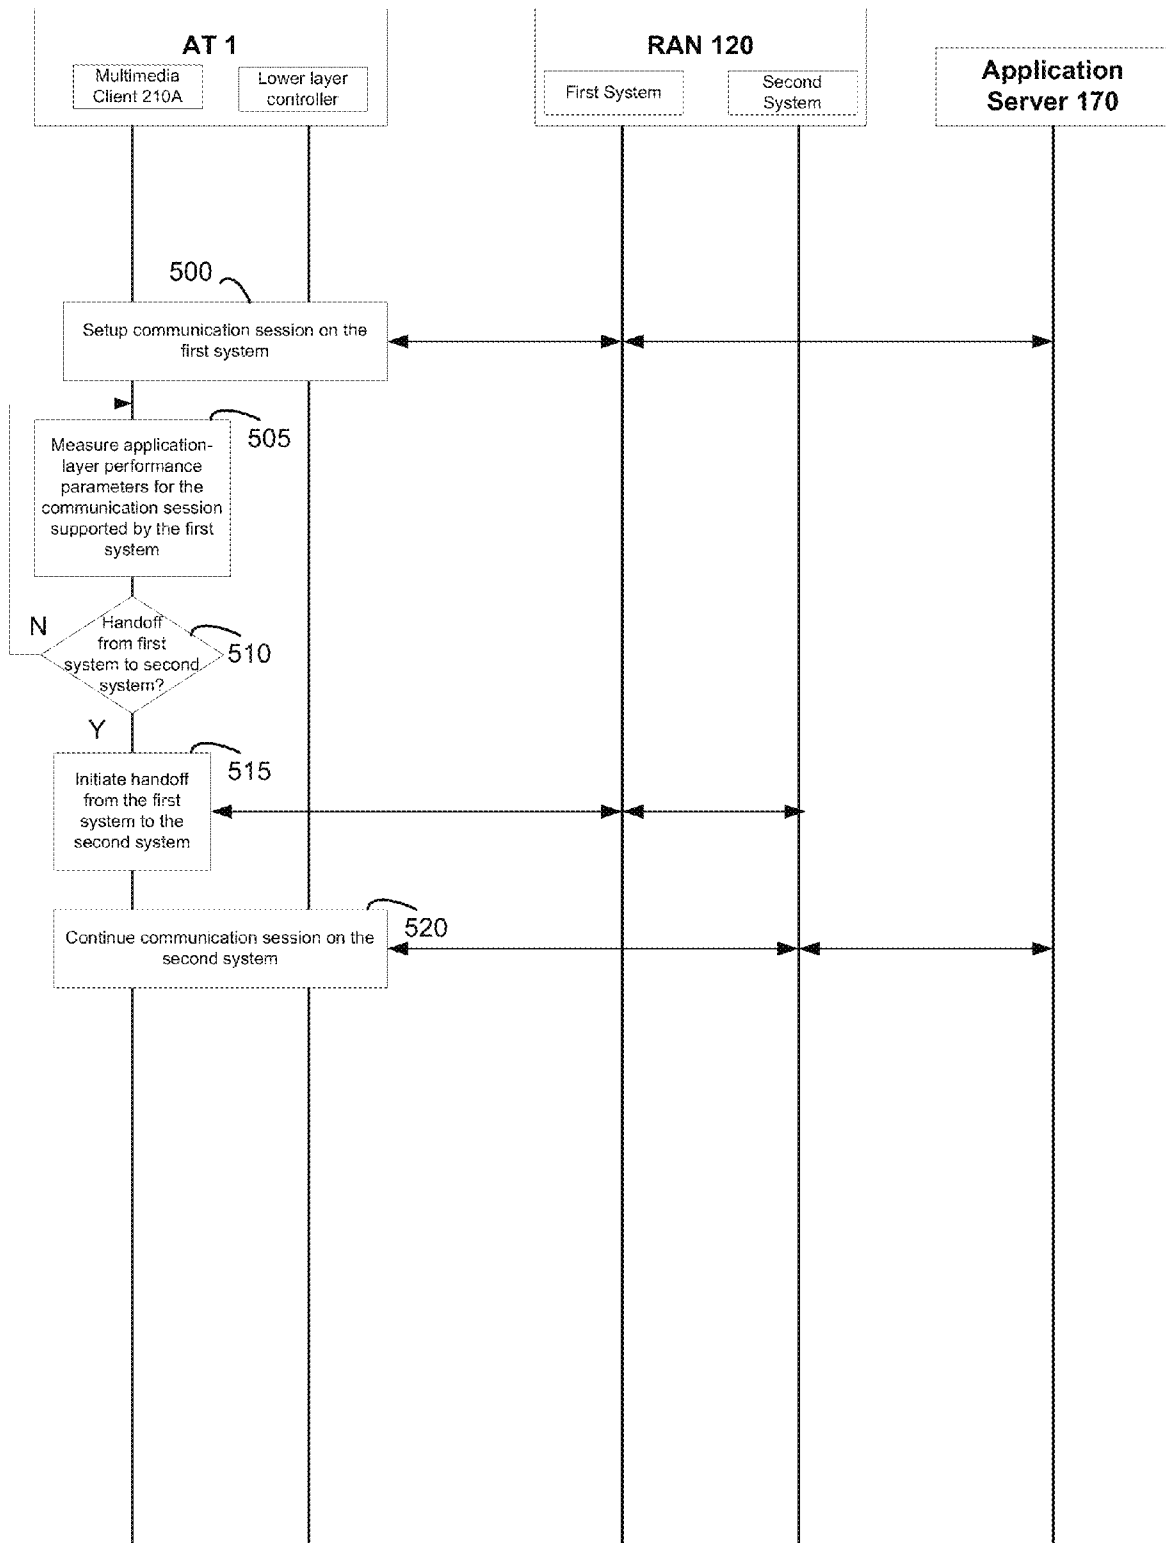 AT 1
Multimedia
Client 210A
Lower layer
controller
RAN 120
First System
Second
System
Application
Server 170
500
Setup communication session on the
first system
505
Measure application-
layer performance
parameters for the
communication session
supported by the first
system
N
Handoff
from first
system to second
system?
510
Y
515
Initiate handoff
from the first
system to the
second system
520
Continue communication session on the
second system